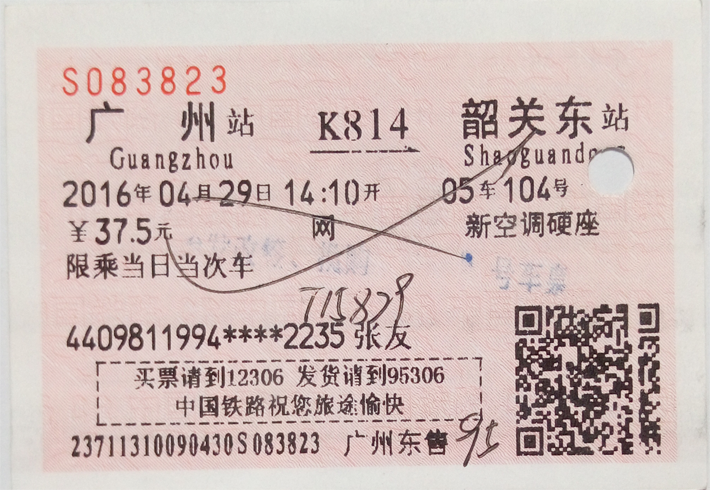 S083823
广州站 K814 韶关东站
Guangzhou
2016年04月29日 14:10开 05车104号
￥37.5元 网 新空调硬座
限乘当日当次车
号车票
4409811994****2235 张友
买票请到12306 发货请到95306
中国铁路祝您旅途愉快
23711310090430S083823 广州东售